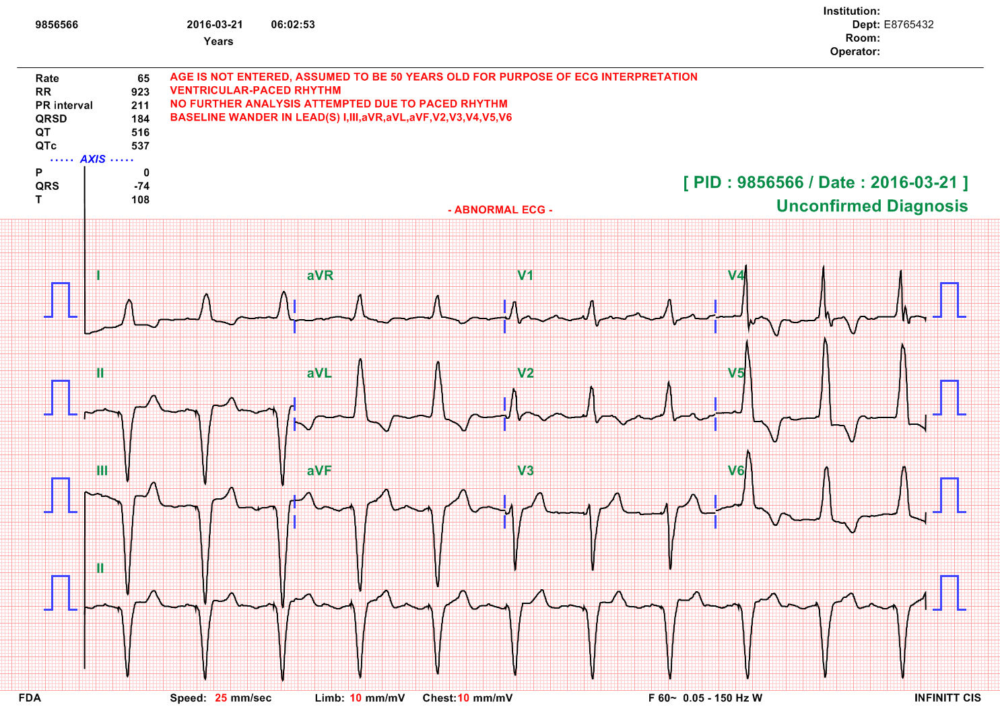 Institution:
9856566 2016-03-21 06:02:53 Dept: E8765432
Years Room:
Operator:
Rate 65 AGE IS NOT ENTERED, ASSUMED TO BE 50 YEARS OLD FOR PURPOSE OF ECG INTERPRETATION
RR 923 VENTRICULAR-PACED RHYTHM
PR interval 211 NO FURTHER ANALYSIS ATTEMPTED DUE TO PACED RHYTHM
QRSD 184 BASELINE WANDER IN LEAD(S) I,III,aVR,aVL,aVF,V2,V3,V4,V5,V6
QT 516
QTc 537
····· AXIS ·····
P 0
QRS -74
T 108
[ PID : 9856566 / Date : 2016-03-21 ]
Unconfirmed Diagnosis
- ABNORMAL ECG -
I aVR V1 V4
II aVL V2 V5
III aVF V3 V6
II
FDA Speed: 25 mm/sec Limb: 10 mm/mV Chest:10 mm/mV F 60~ 0.05 - 150 Hz W INFINITT CIS